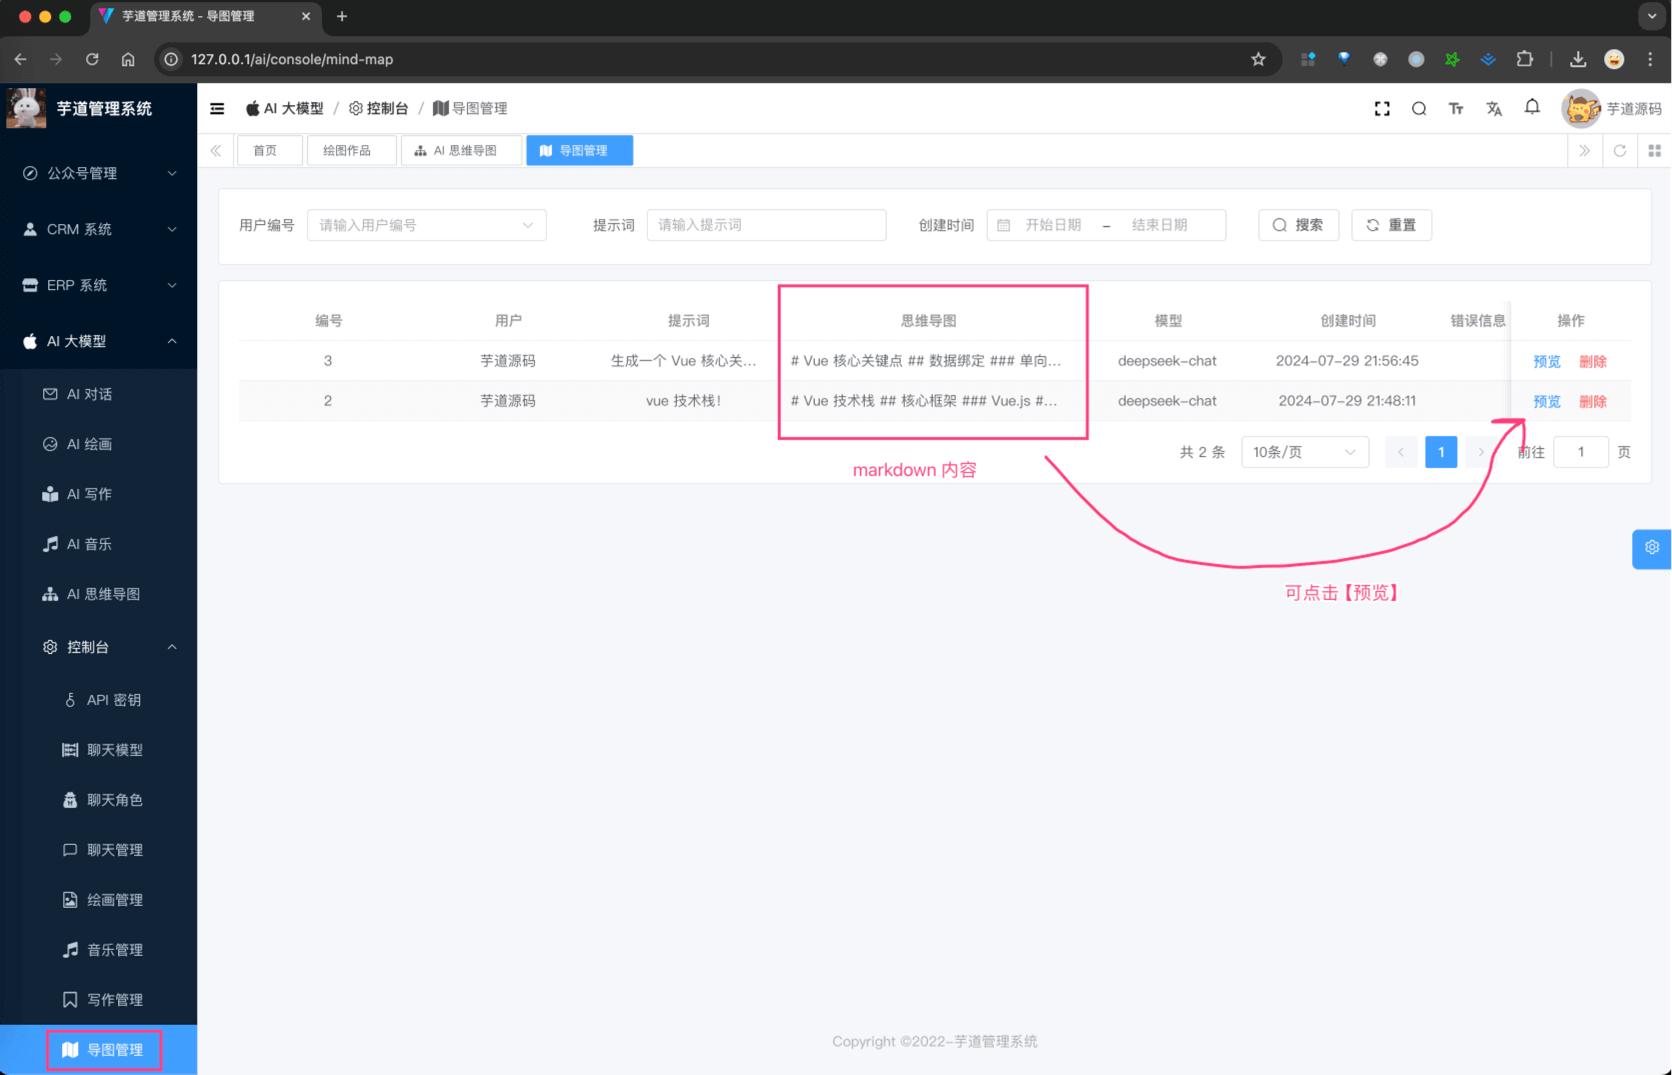 芋道管理系统 - 导图管理
127.0.0.1/ai/console/mind-map
芋道管理系统
AI 大模型 / 控制台 / 导图管理
芋道源码
首页
绘图作品
AI 思维导图
导图管理
公众号管理
CRM 系统
ERP 系统
AI 大模型
AI 对话
AI 绘画
AI 写作
AI 音乐
AI 思维导图
控制台
API 密钥
聊天模型
聊天角色
聊天管理
绘画管理
音乐管理
写作管理
导图管理
用户编号 请输入用户编号 提示词 请输入提示词 创建时间 开始日期 - 结束日期 搜索 重置
编号 用户 提示词 思维导图 模型 创建时间 错误信息 操作
3 芋道源码 生成一个 Vue 核心关... # Vue 核心关键点 ## 数据绑定 ### 单向... deepseek-chat 2024-07-29 21:56:45 预览 删除
2 芋道源码 vue 技术栈! # Vue 技术栈 ## 核心框架 ### Vue.js #... deepseek-chat 2024-07-29 21:48:11 预览 删除
共 2 条 10条/页 1 前往 1 页
markdown 内容
可点击【预览】
Copyright ©2022-芋道管理系统